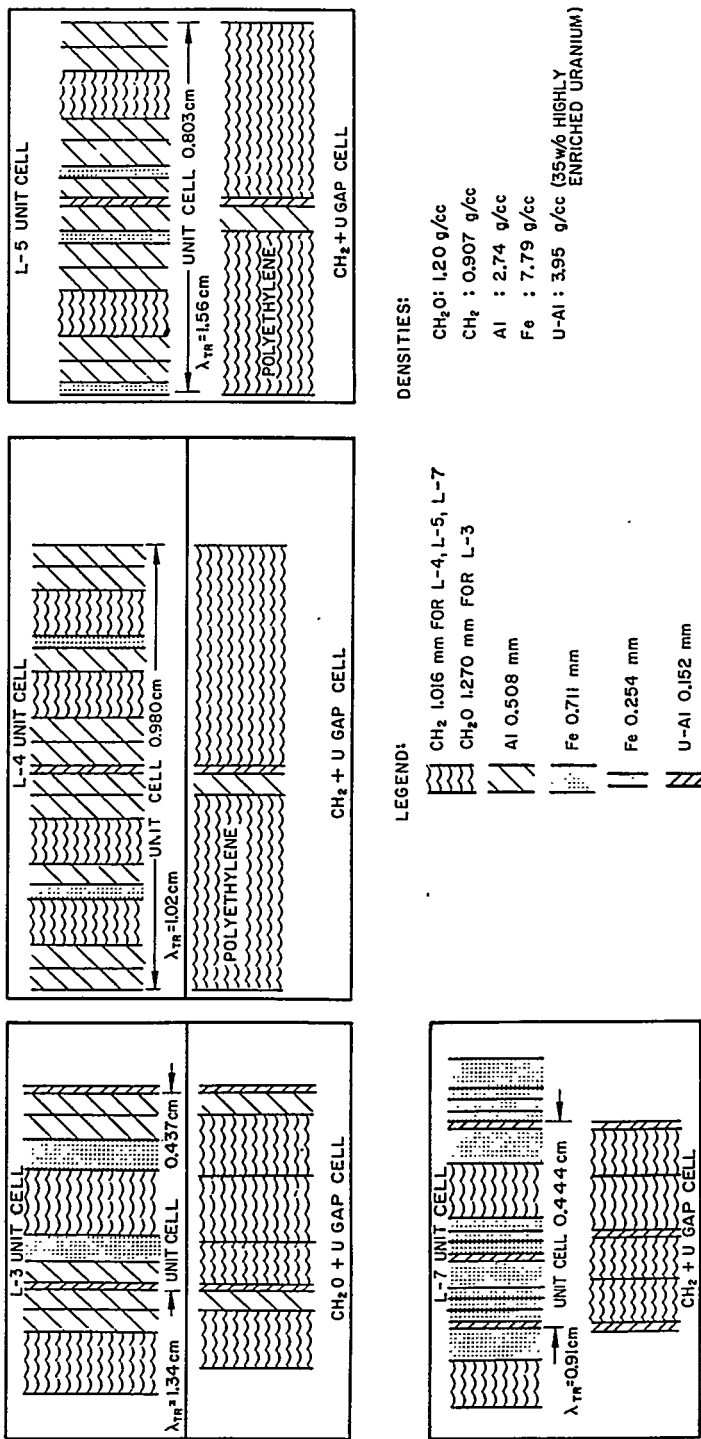 L-3 UNIT CELL
λTR=1.34cm
UNIT CELL
0.437cm
CH2O + U GAP CELL
L-4 UNIT CELL
UNIT CELL 0.980cm
λTR=1.02cm
POLYETHYLENE
CH2 + U GAP CELL
L-5 UNIT CELL
UNIT CELL 0.803cm
λTR=1.56cm
POLYETHYLENE
CH2 + U GAP CELL
L-7 UNIT CELL
UNIT CELL 0.444cm
λTR=0.91cm
CH2 + U GAP CELL
LEGEND:
CH2 1.016 mm FOR L-4, L-5, L-7
CH2O 1.270 mm FOR L-3
Al 0.508 mm
Fe 0.711 mm
Fe 0.254 mm
U-Al 0.152 mm
DENSITIES:
CH2O: 1.20 g/cc
CH2 : 0.907 g/cc
Al : 2.74 g/cc
Fe : 7.79 g/cc
U-Al : 3.95 g/cc (35w/o HIGHLY
ENRICHED URANIUM)